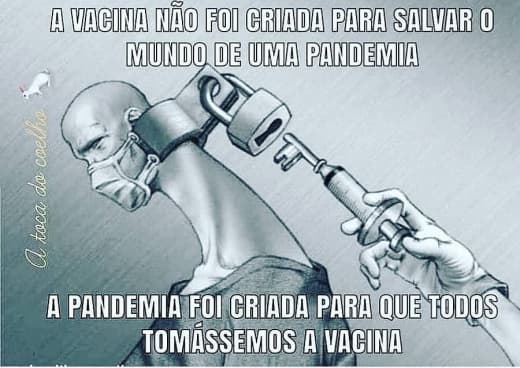 A VACINA NÃO FOI CRIADA PARA SALVAR O
MUNDO DE UMA PANDEMIA
A toca do coelho
A PANDEMIA FOI CRIADA PARA QUE TODOS
TOMÁSSEMOS A VACINA